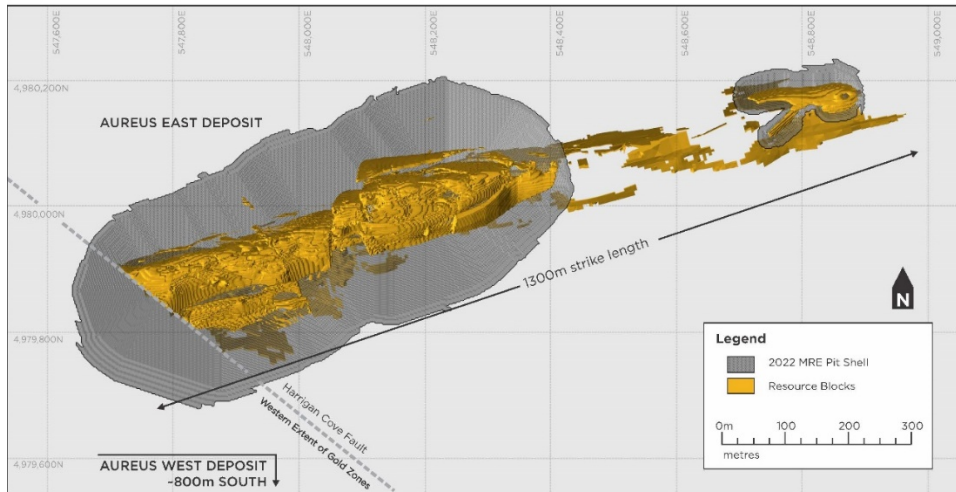 547,600E
547,800E
548,000E
548,200E
548,400E
548,600E
548,800E
549,000E
4,980,200N
AUREUS EAST DEPOSIT
4,980,000N
1300m strike length
N
4,979,800N
Legend
2022 MRE Pit Shell
Resource Blocks
0m 100 200 300
metres
Harrigan Cove Fault
Western Extent of Gold Zones
4,979,600N
AUREUS WEST DEPOSIT
~800m SOUTH